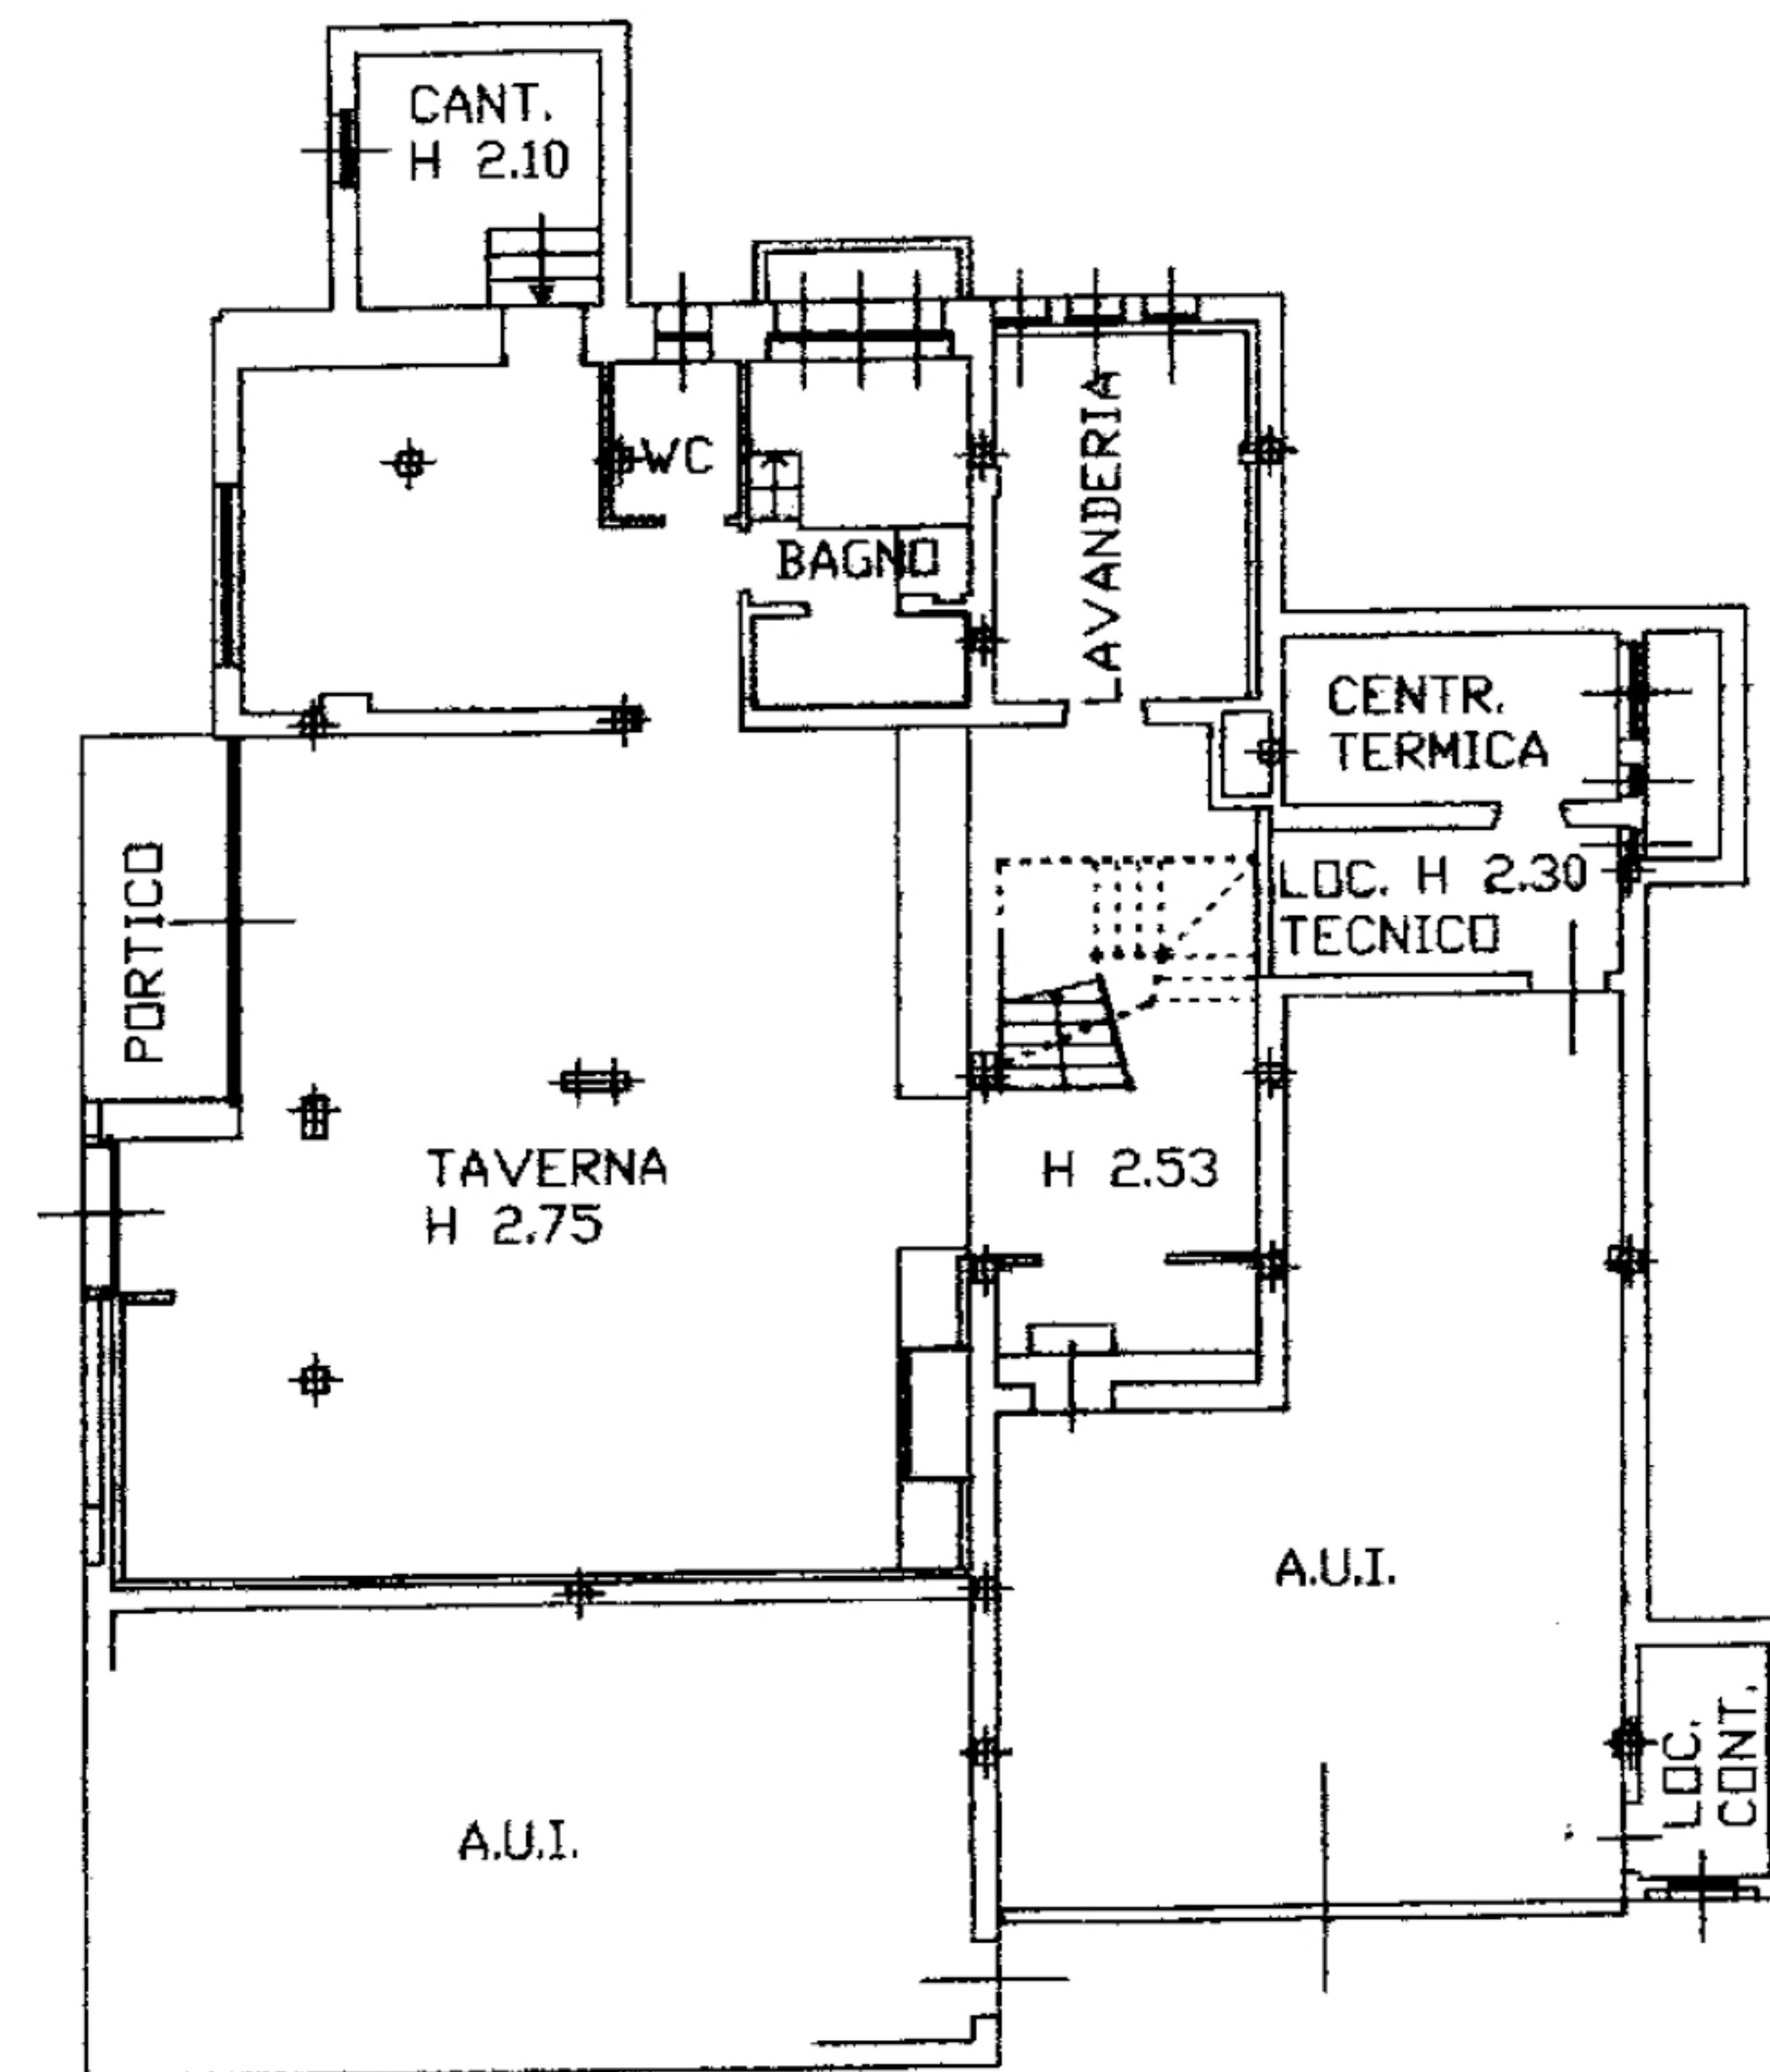 CANT.
H 2.10
WC
BAGNO
LAVANDERIA
CENTR.
TERMICA
LOC. H 2.30
TECNICO
PORTICO
TAVERNA
H 2.75
H 2.53
A.U.I.
A.U.I.
LOC.
CONT.